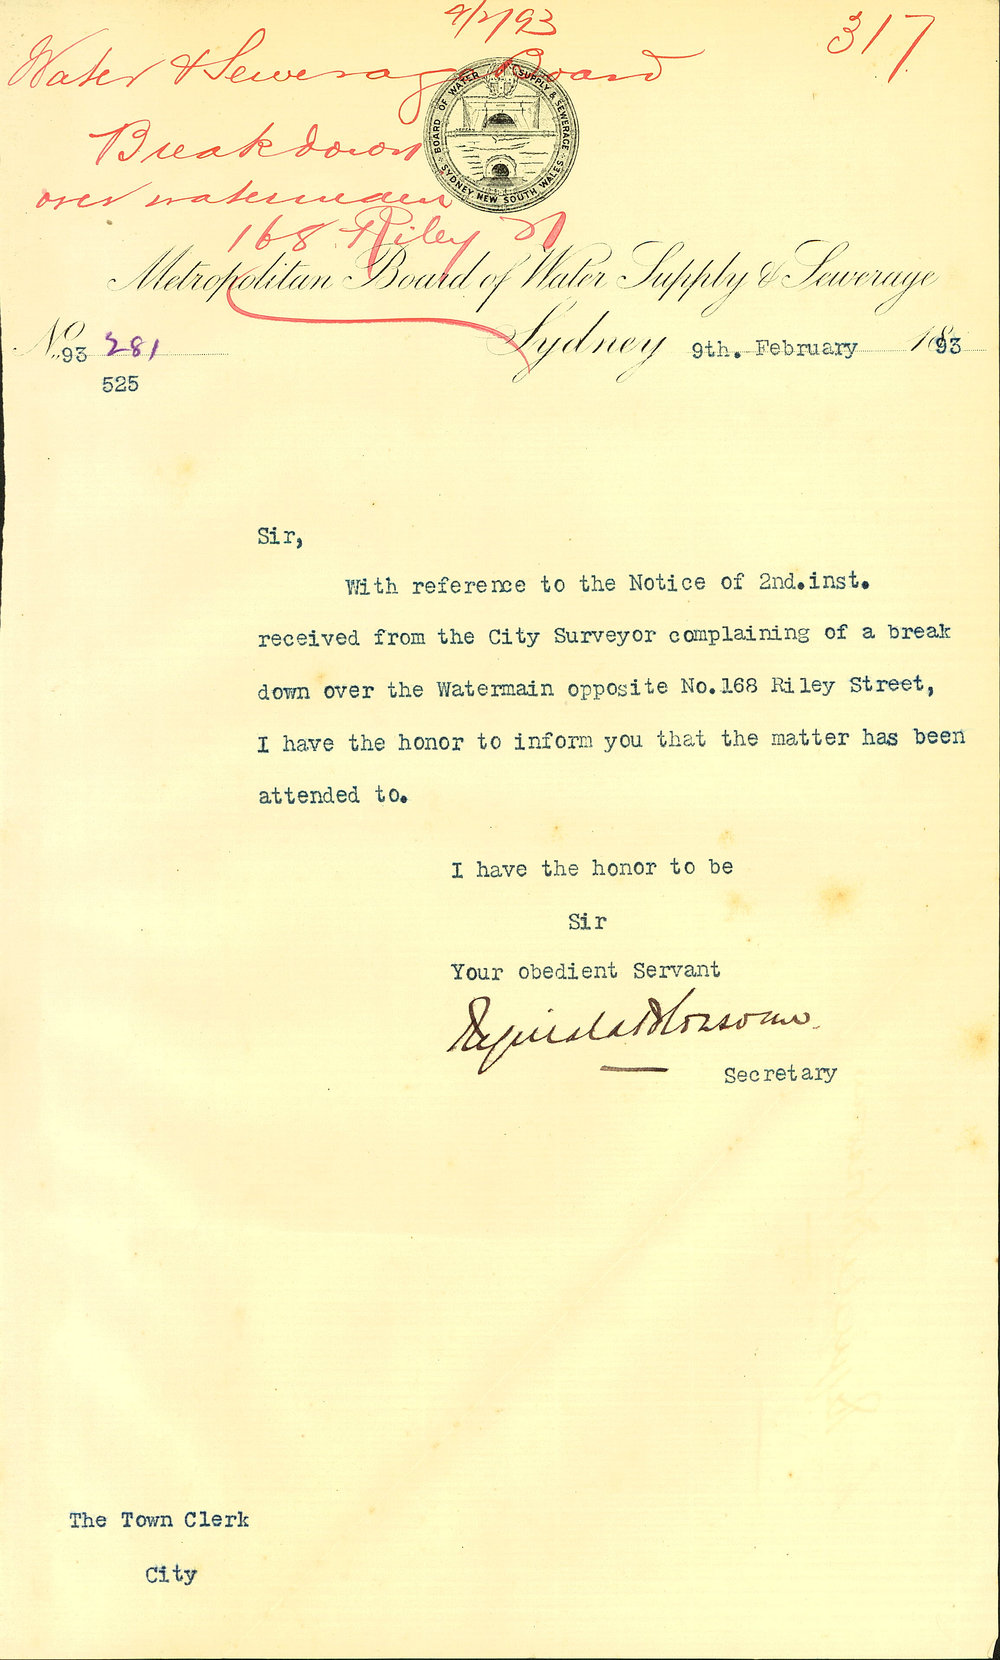 9/2/93
317
Water & Sewerage Board
Breakdown
over watermain
168 Riley St
BOARD OF WATER SUPPLY & SEWERAGE
SYDNEY. NEW SOUTH WALES
Metropolitan Board of Water Supply & Sewerage
No. 93 281
525
Sydney 9th. February 1893
Sir,
With reference to the Notice of 2nd.inst.
received from the City Surveyor complaining of a break
down over the Watermain opposite No.168 Riley Street,
I have the honor to inform you that the matter has been
attended to.
I have the honor to be
Sir
Your obedient Servant
Secretary
The Town Clerk
City